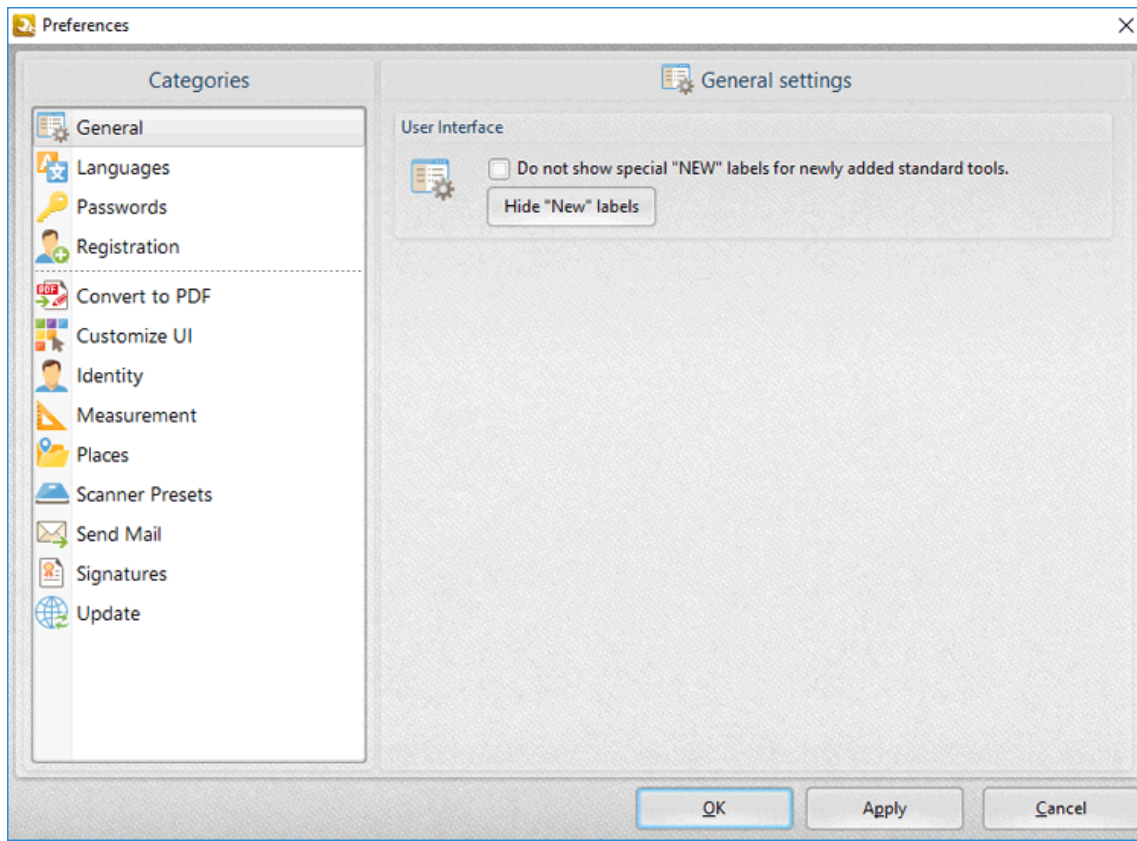 Preferences
Categories
General
Languages
Passwords
Registration
Convert to PDF
Customize UI
Identity
Measurement
Places
Scanner Presets
Send Mail
Signatures
Update
General settings
User Interface
Do not show special "NEW" labels for newly added standard tools.
Hide "New" labels
OK
Apply
Cancel